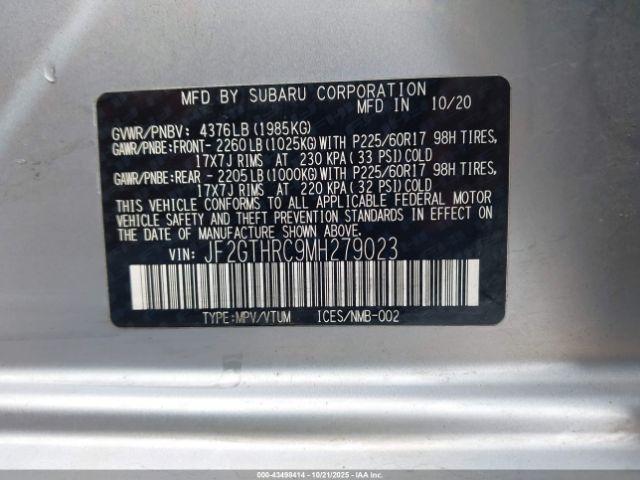 MFD BY SUBARU CORPORATION
MFD IN 10/20
GVWR/PNBV: 4376LB (1985KG)
GAWR/PNBE:FRONT- 2260LB (1025KG)WITH P225/60R17 98H TIRES,
17X7J RIMS AT 230 KPA (33 PSI)COLD
GAWR/PNBE:REAR - 2205LB (1000KG)WITH P225/60R17 98H TIRES,
17X7J RIMS AT 220 KPA (32 PSI)COLD
THIS VEHICLE CONFORMS TO ALL APPLICABLE FEDERAL MOTOR
VEHICLE SAFETY AND THEFT PREVENTION STANDARDS IN EFFECT
ON THE DATE OF MANUFACTURE SHOWN ABOVE.
VIN: JF2GTHRC9MH279023
TYPE:MPV/VTUM ICES/NMB-002
000-43498414 - 10/21/2025 - IAAI.COM